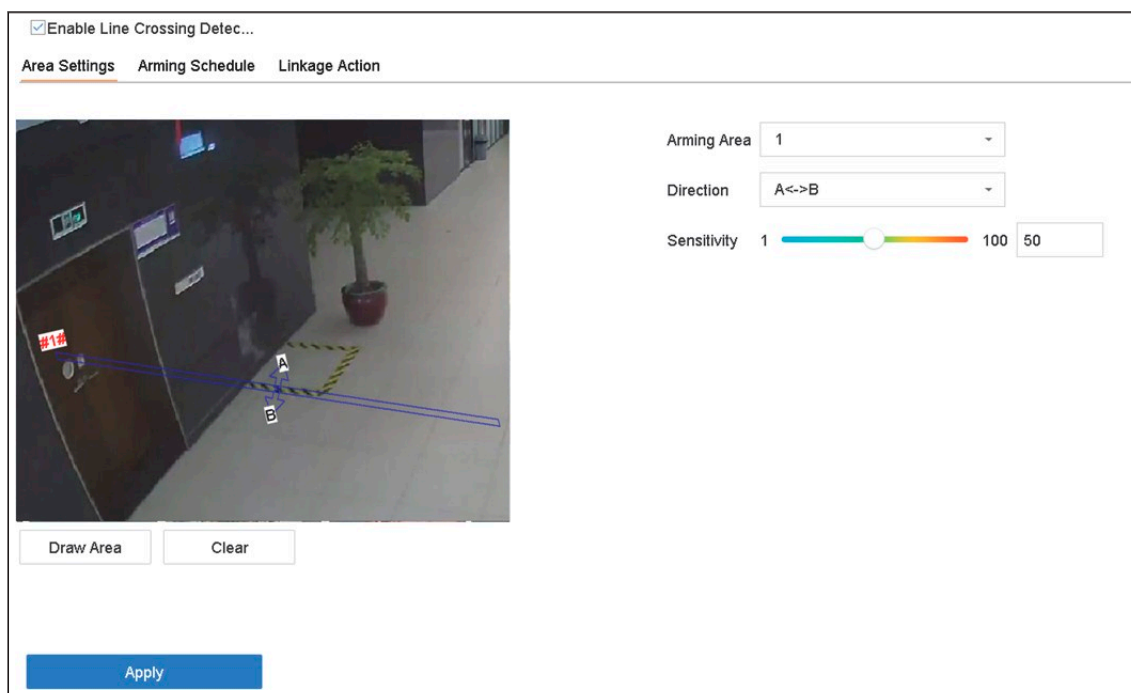 Enable Line Crossing Detec...
Area Settings Arming Schedule Linkage Action
Arming Area 1
Direction A<->B
Sensitivity 1 100 50
#1#
A
B
Draw Area Clear
Apply